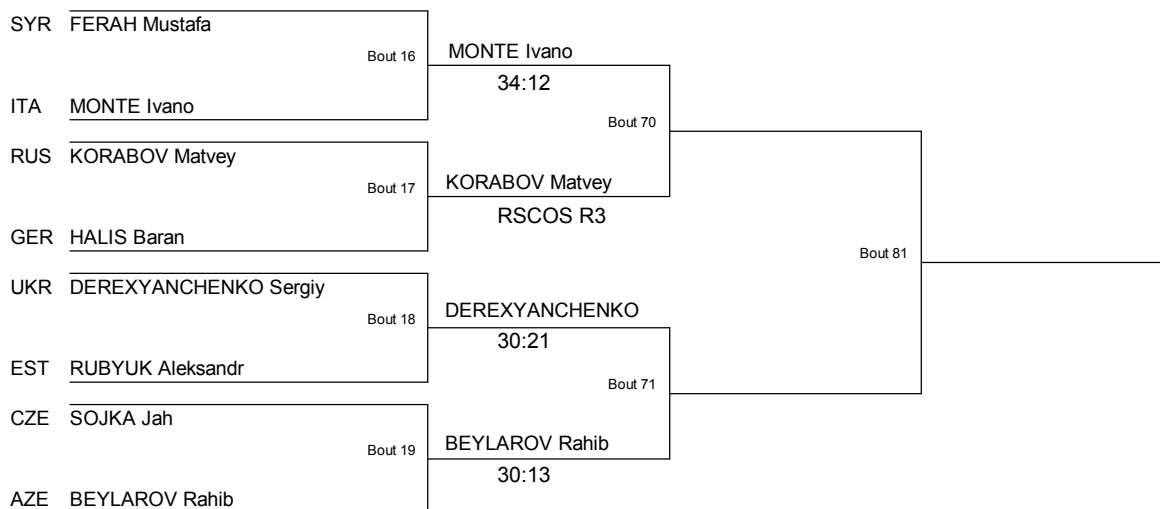 SYR FERAH Mustafa
Bout 16
MONTE Ivano
34:12
ITA MONTE Ivano
Bout 70
RUS KORABOV Matvey
Bout 17
KORABOV Matvey
RSCOS R3
GER HALIS Baran
Bout 81
UKR DEREXYANCHENKO Sergiy
Bout 18
DEREXYANCHENKO
30:21
EST RUBYUK Aleksandr
Bout 71
CZE SOJKA Jah
Bout 19
BEYLAROV Rahib
30:13
AZE BEYLAROV Rahib